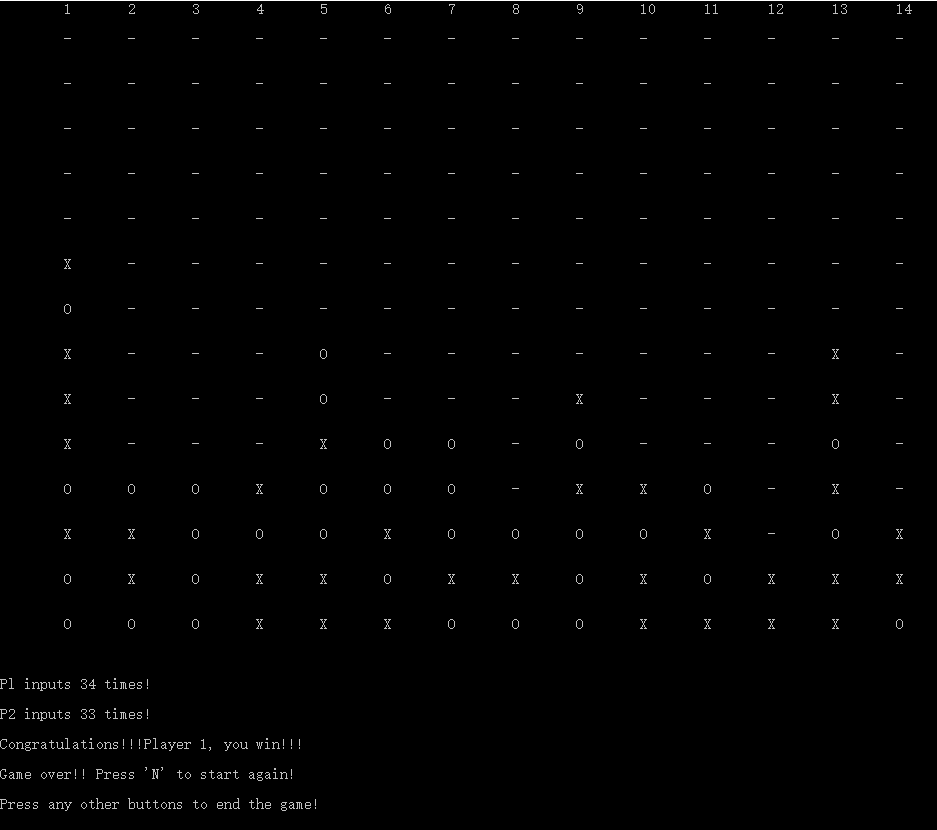 1 2 3 4 5 6 7 8 9 10 11 12 13 14
- - - - - - - - - - - - - -
- - - - - - - - - - - - - -
- - - - - - - - - - - - - -
- - - - - - - - - - - - - -
- - - - - - - - - - - - - -
X - - - - - - - - - - - - -
O - - - - - - - - - - - - -
X - - - O - - - - - - - X -
X - - - O - - - X - - - X -
X - - - X O O - O - - - O -
O O O X O O O - X X O - X -
X X O O O X O O O O X - O X
O X O X X O X X O X O X X X
O O O X X X O O O X X X X O
P1 inputs 34 times!
P2 inputs 33 times!
Congratulations!!!Player 1, you win!!!
Game over!! Press 'N' to start again!
Press any other buttons to end the game!